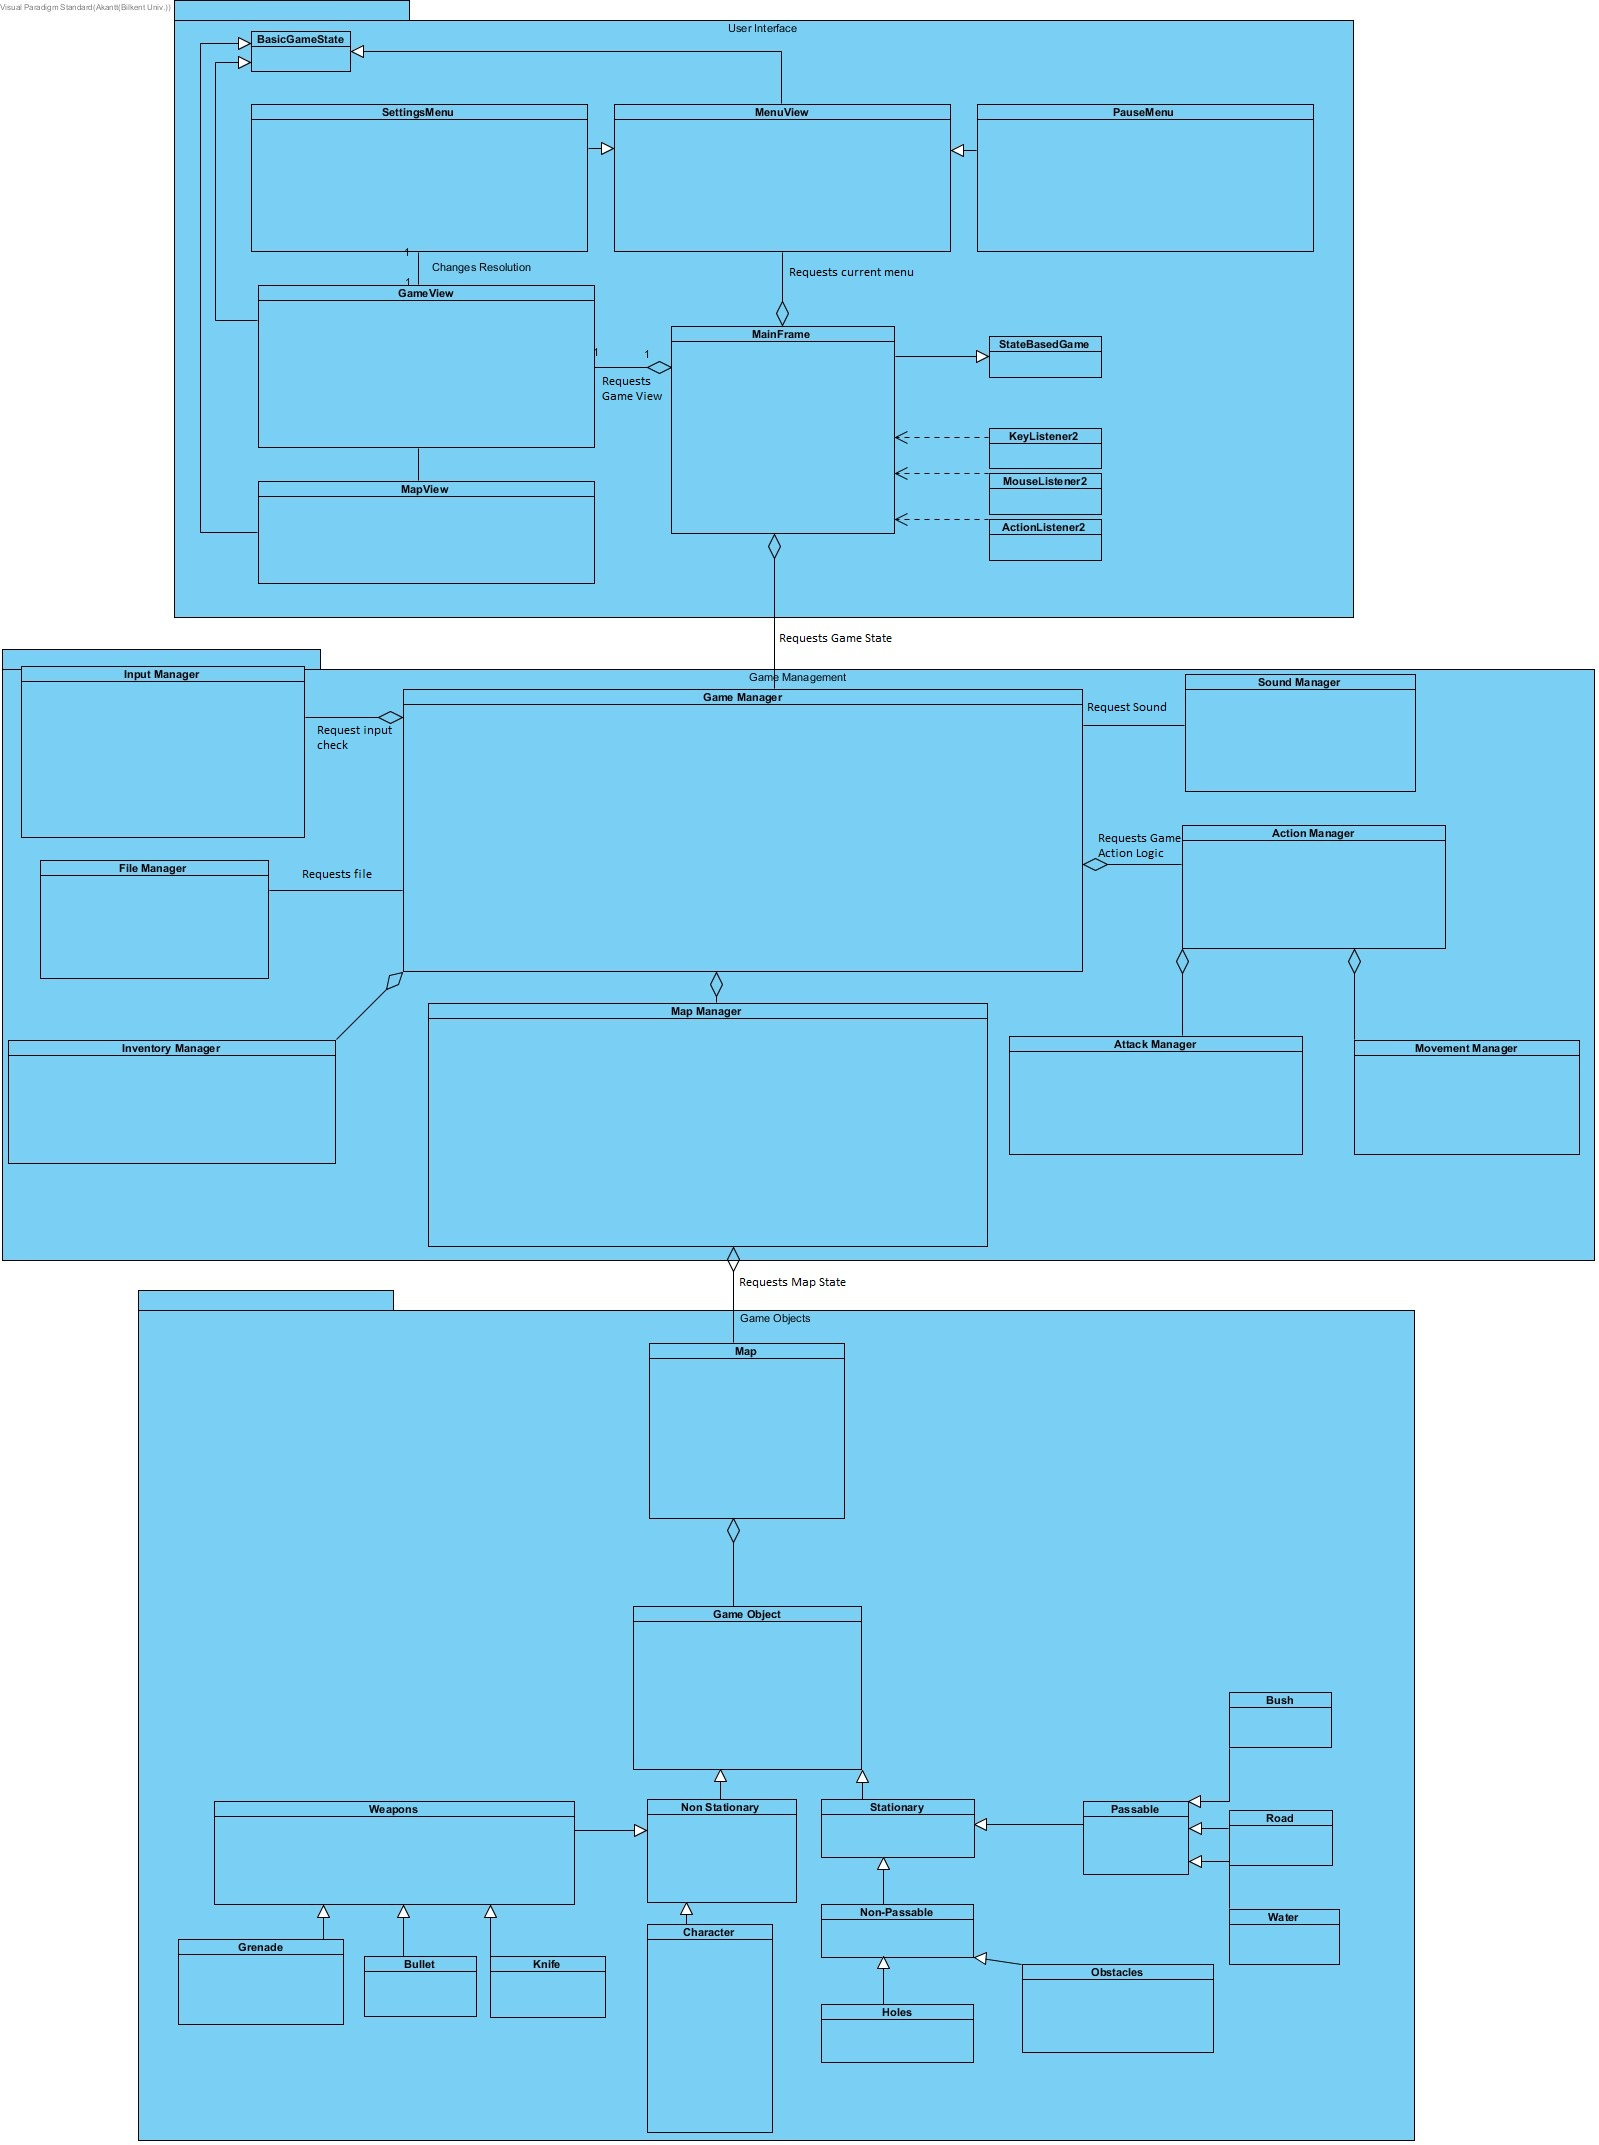 Visual Paradigm Standard(Akant(Bilkent Univ.))
User Interface
BasicGameState
SettingsMenu
MenuView
PauseMenu
1
Changes Resolution
1
Requests current menu
GameView
MainFrame
StateBasedGame
1
1
Requests
Game View
KeyListener2
MouseListener2
MapView
ActionListener2
Requests Game State
Game Management
Input Manager
Game Manager
Sound Manager
Request Sound
Request input
check
Action Manager
Requests Game
Action Logic
File Manager
Requests file
Map Manager
Inventory Manager
Attack Manager
Movement Manager
Requests Map State
Game Objects
Map
Game Object
Bush
Weapons
Non Stationary
Stationary
Passable
Road
Non-Passable
Water
Character
Grenade
Bullet
Knife
Obstacles
Holes